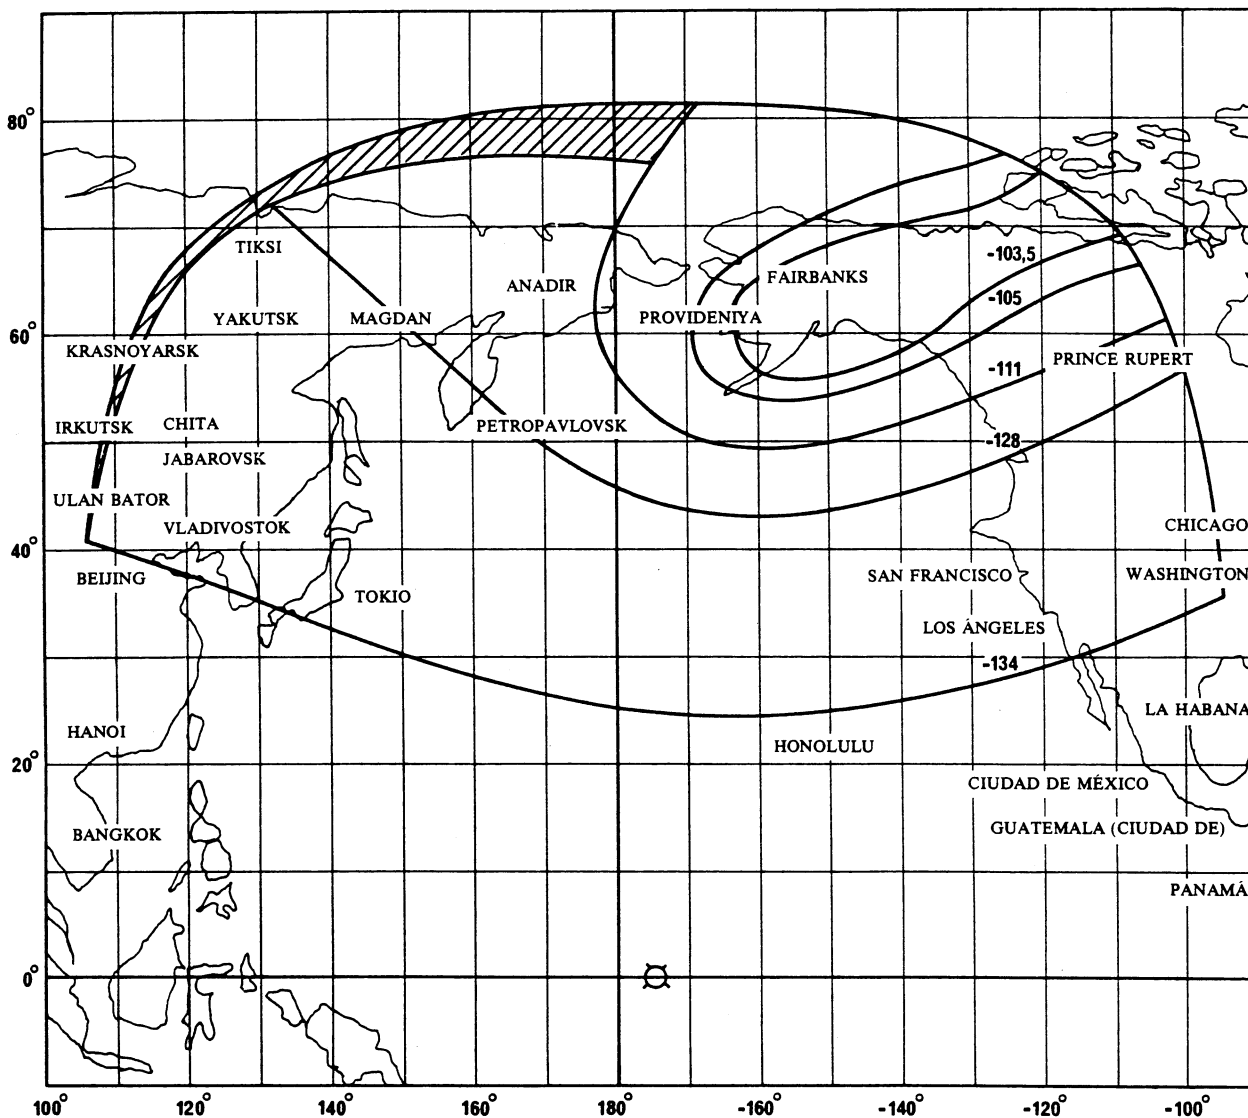 80°
TIKSI
-103,5
ANADIR
FAIRBANKS
-105
YAKUTSK
MAGDAN
PROVIDENIYA
60°
KRASNOYARSK
PRINCE RUPERT
-111
IRKUTSK
CHITA
PETROPAVLOVSK
-128
JABAROVSK
ULAN BATOR
VLADIVOSTOK
CHICAGO
40°
BEIJING
SAN FRANCISCO
WASHINGTON
TOKIO
LOS ÁNGELES
-134
LA HABANA
HANOI
HONOLULU
20°
CIUDAD DE MÉXICO
BANGKOK
GUATEMALA (CIUDAD DE)
PANAMÁ
0°
100° 120° 140° 160° 180 -160° -140° -120° -100°